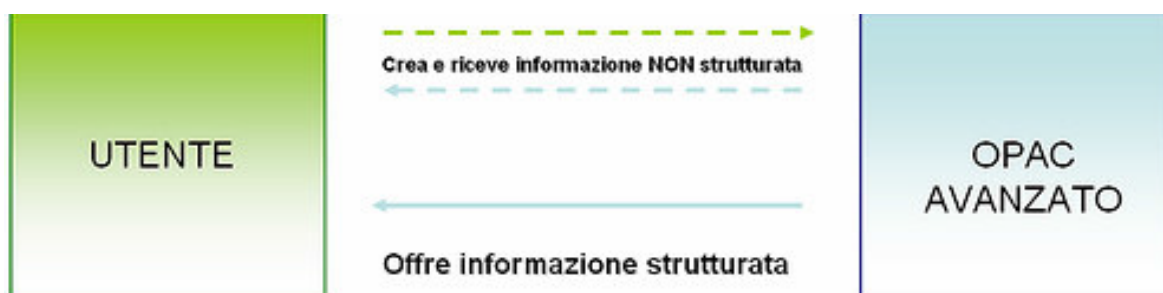 Crea e riceve informazione NON strutturata
UTENTE
OPAC
AVANZATO
Offre informazione strutturata